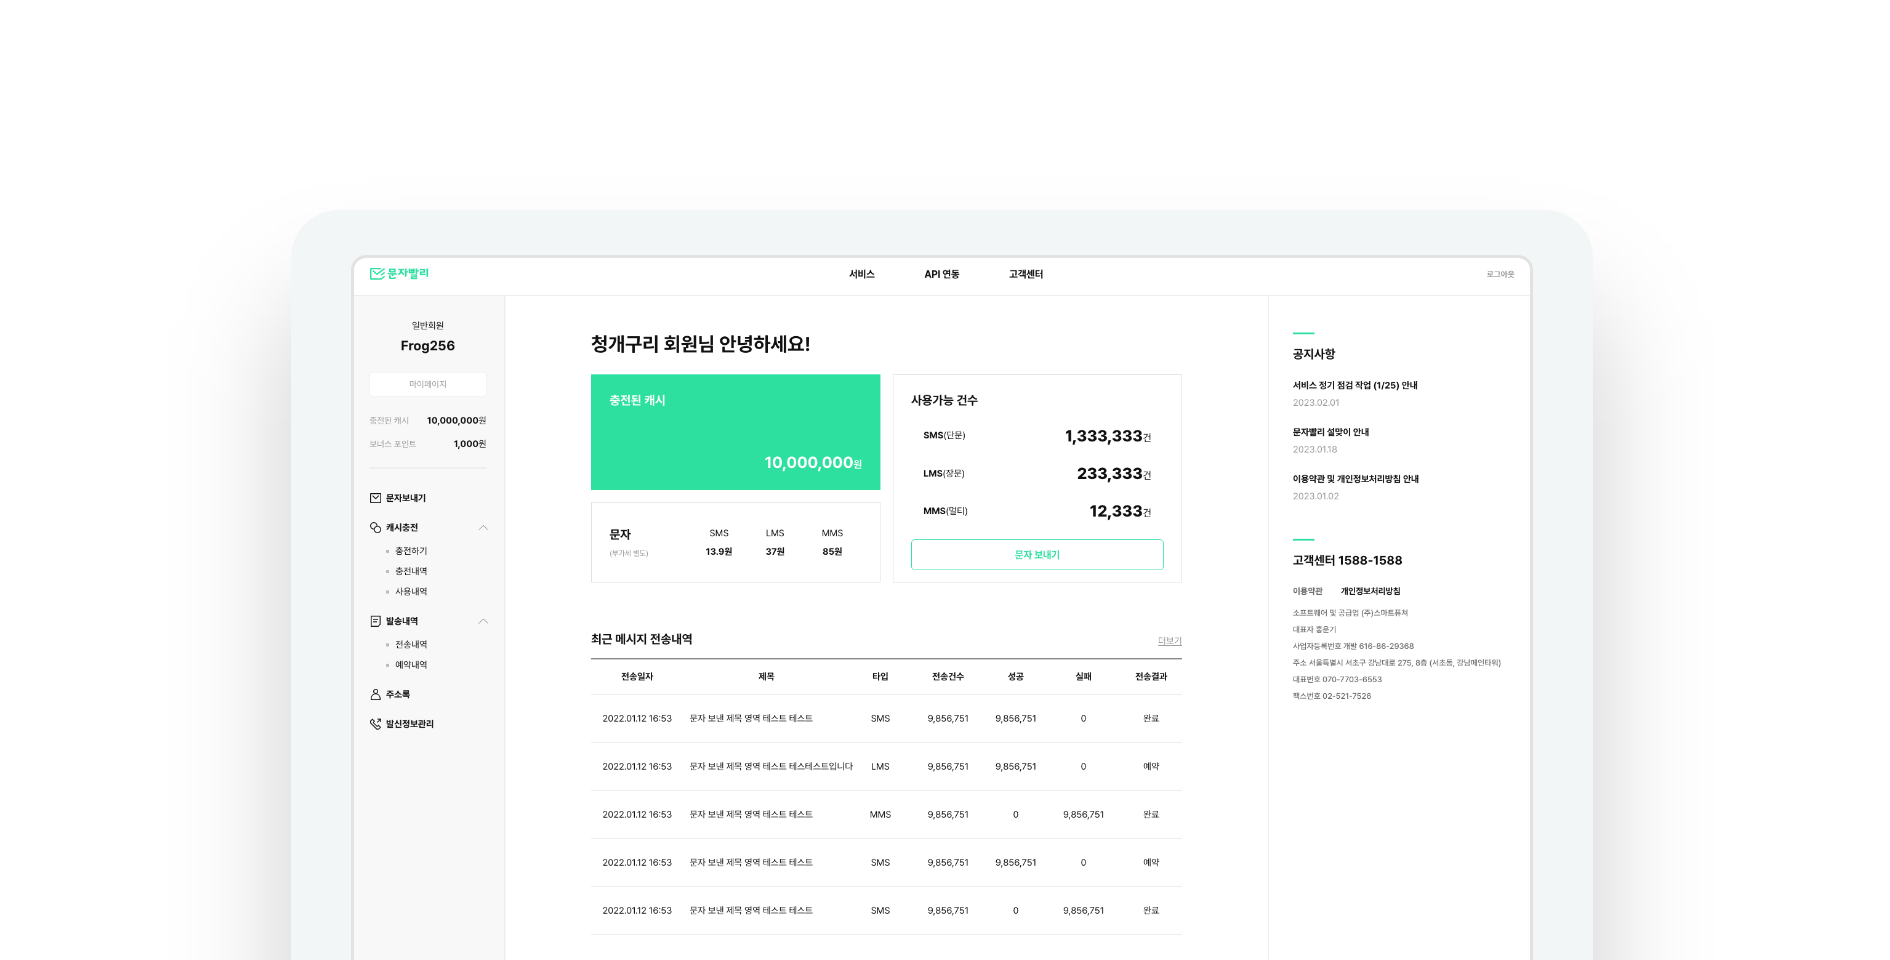 문자빨리
서비스 API 연동 고객센터 로그아웃
일반회원
Frog256
마이페이지
충전된 캐시 10,000,000원
보너스 포인트 1,000원
문자보내기
캐시충전
충전하기
충전내역
사용내역
발송내역
전송내역
예약내역
주소록
발신정보관리
청개구리 회원님 안녕하세요!
충전된 캐시
10,000,000원
문자 SMS LMS MMS
(부가세 별도) 13.9원 37원 85원
사용가능 건수
SMS(단문) 1,333,333건
LMS(장문) 233,333건
MMS(멀티) 12,333건
문자 보내기
최근 메시지 전송내역 더보기
전송일자 제목 타입 전송건수 성공 실패 전송결과
2022.01.12 16:53 문자 보낸 제목 영역 테스트 테스트 SMS 9,856,751 9,856,751 0 완료
2022.01.12 16:53 문자 보낸 제목 영역 테스트 테스테스트입니다 LMS 9,856,751 9,856,751 0 예약
2022.01.12 16:53 문자 보낸 제목 영역 테스트 테스트 MMS 9,856,751 0 9,856,751 완료
2022.01.12 16:53 문자 보낸 제목 영역 테스트 테스트 SMS 9,856,751 9,856,751 0 예약
2022.01.12 16:53 문자 보낸 제목 영역 테스트 테스트 SMS 9,856,751 0 9,856,751 완료
공지사항
서비스 정기 점검 작업 (1/25) 안내
2023.02.01
문자빨리 설맞이 안내
2023.01.18
이용약관 및 개인정보처리방침 안내
2023.01.02
고객센터 1588-1588
이용약관 개인정보처리방침
소프트웨어 및 공급업 (주)스마트퓨처
대표자 홍운기
사업자등록번호 개발 616-86-29368
주소 서울특별시 서초구 강남대로 275, 8층 (서초동, 강남메인타워)
대표번호 070-7703-6553
팩스번호 02-521-7526